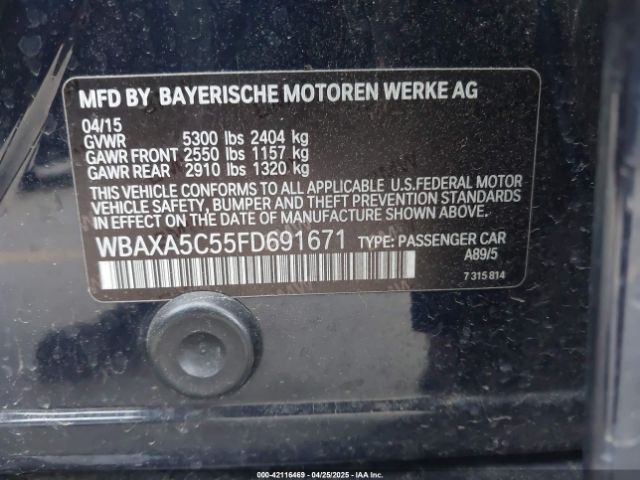 MFD BY BAYERISCHE MOTOREN WERKE AG
04/15
GVWR 5300 lbs 2404 kg
GAWR FRONT 2550 lbs 1157 kg
GAWR REAR 2910 lbs 1320 kg
THIS VEHICLE CONFORMS TO ALL APPLICABLE U.S.FEDERAL MOTOR
VEHICLE SAFETY, BUMPER AND THEFT PREVENTION STANDARDS
IN EFFECT ON THE DATE OF MANUFACTURE SHOWN ABOVE.
WBAXA5C55FD691671 TYPE: PASSENGER CAR
A89/5
7 315 814
000-42116469 - 04/25/2025 - IAA Inc.